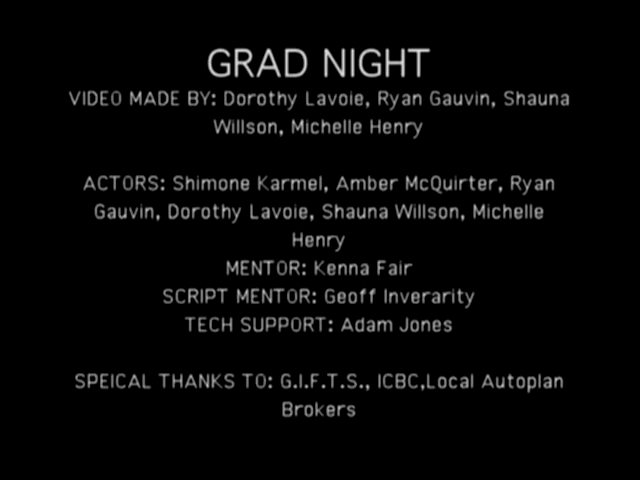 GRAD NIGHT
VIDEO MADE BY: Dorothy Lavoie, Ryan Gauvin, Shauna
Willson, Michelle Henry
ACTORS: Shimone Karmel, Amber McQuirter, Ryan
Gauvin, Dorothy Lavoie, Shauna Willson, Michelle
Henry
MENTOR: Kenna Fair
SCRIPT MENTOR: Geoff Inverarity
TECH SUPPORT: Adam Jones
SPEICAL THANKS TO: G.I.F.T.S., ICBC,Local Autoplan
Brokers